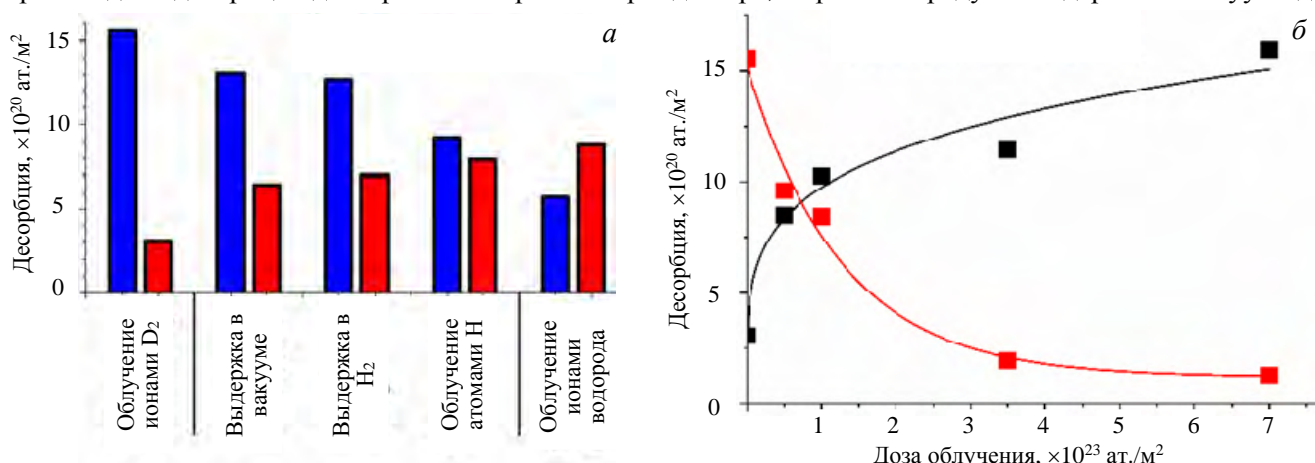 а
Десорбция, ×10²⁰ ат./м²
15
10
5
0
Облучение
ионами D₂
Выдержка в
вакууме
Выдержка в
H₂
Облучение
атомами H
Облучение
ионами
водорода
б
Десорбция, ×10²⁰ ат./м²
15
10
5
0
1
2
3
4
5
6
7
Доза облучения, ×10²³ ат./м²